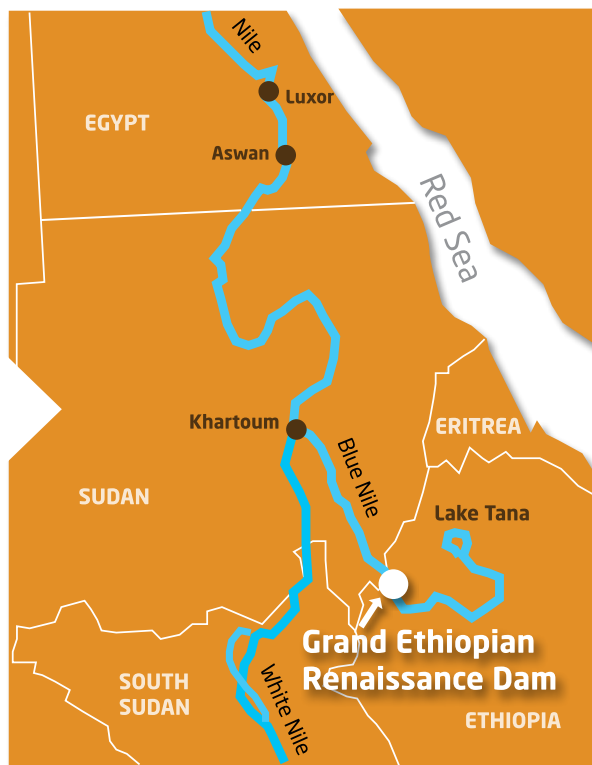 Nile
Luxor
EGYPT
Aswan
Red Sea
Khartoum
ERITREA
Blue Nile
SUDAN
Lake Tana
Grand Ethiopian
Renaissance Dam
White Nile
SOUTH
SUDAN
ETHIOPIA